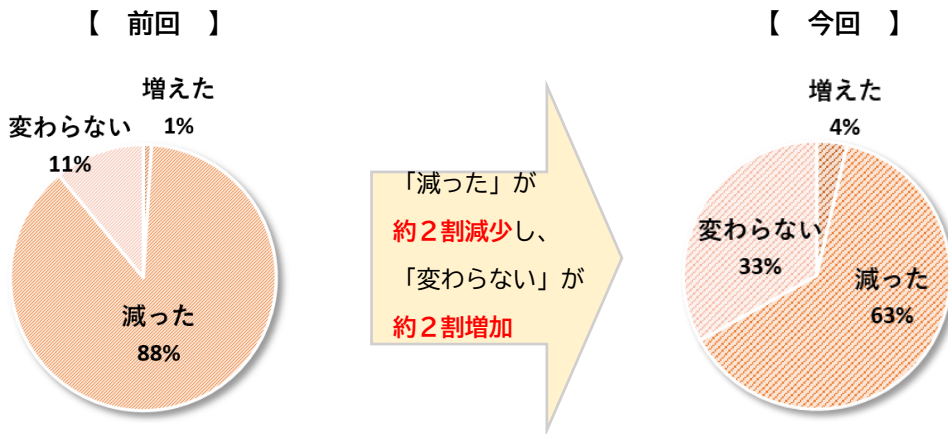 【 前回 】
増えた
1%
変わらない
11%
減った
88%
「減った」が
約２割減少し、
「変わらない」が
約２割増加
【 今回 】
増えた
4%
変わらない
33%
減った
63%